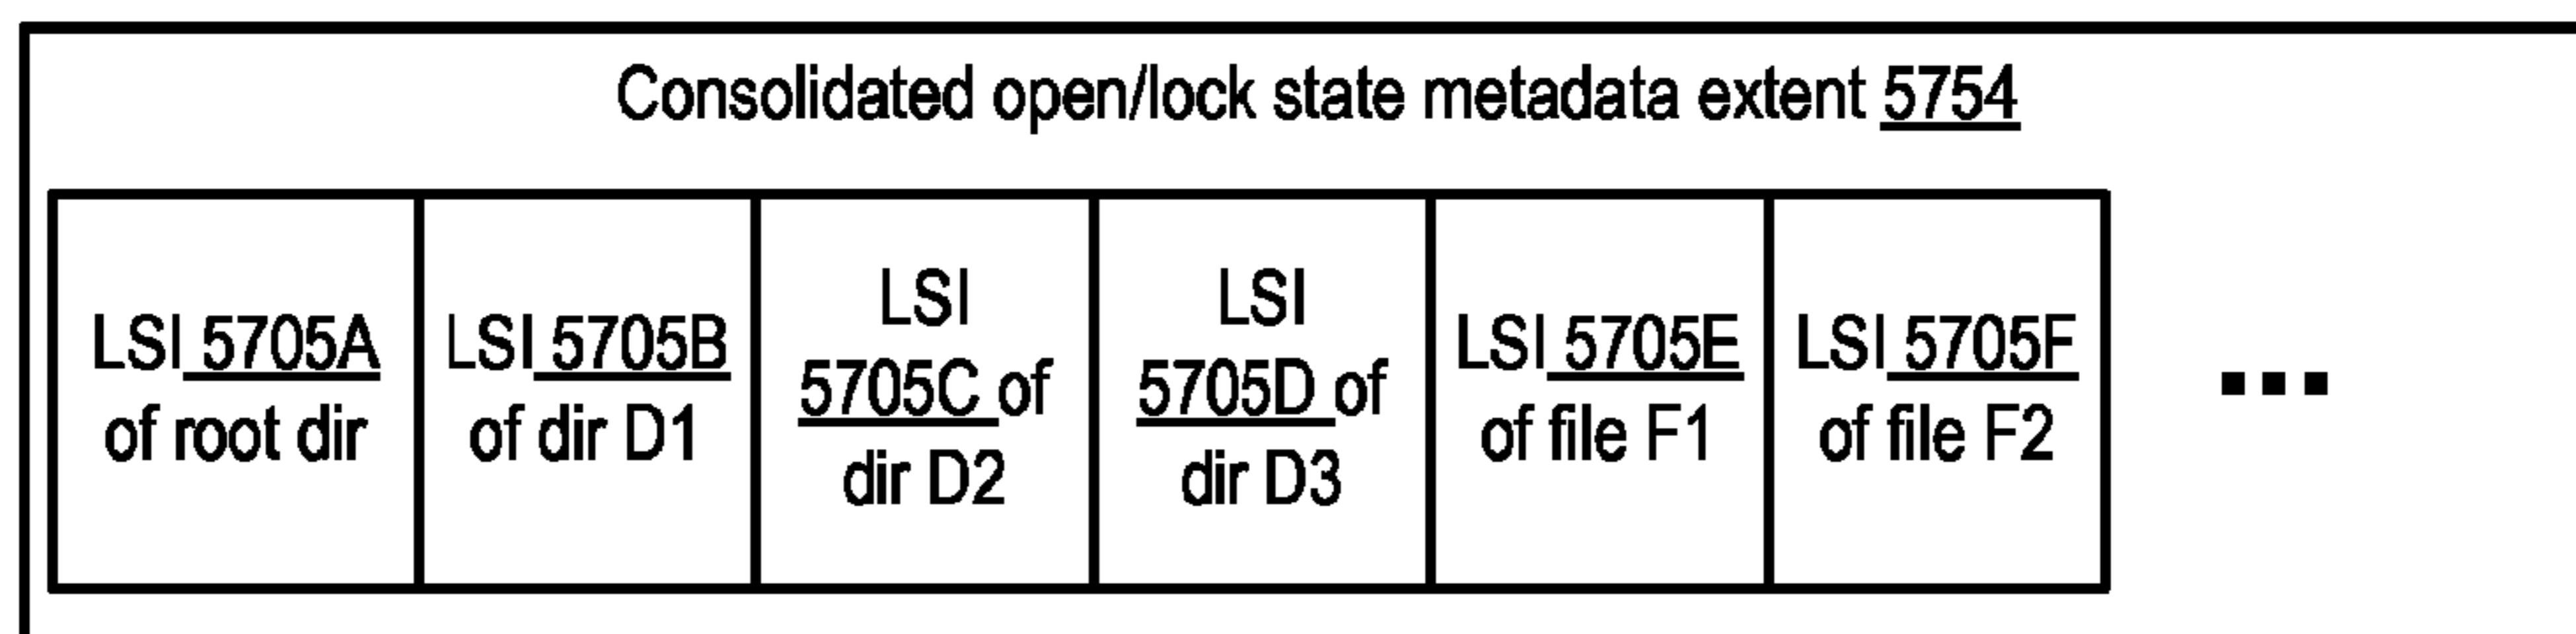 Consolidated open/lock state metadata extent 5754
LSI 5705A
of root dir
LSI 5705B
of dir D1
LSI
5705C of
dir D2
LSI
5705D of
dir D3
LSI 5705E
of file F1
LSI 5705F
of file F2
...